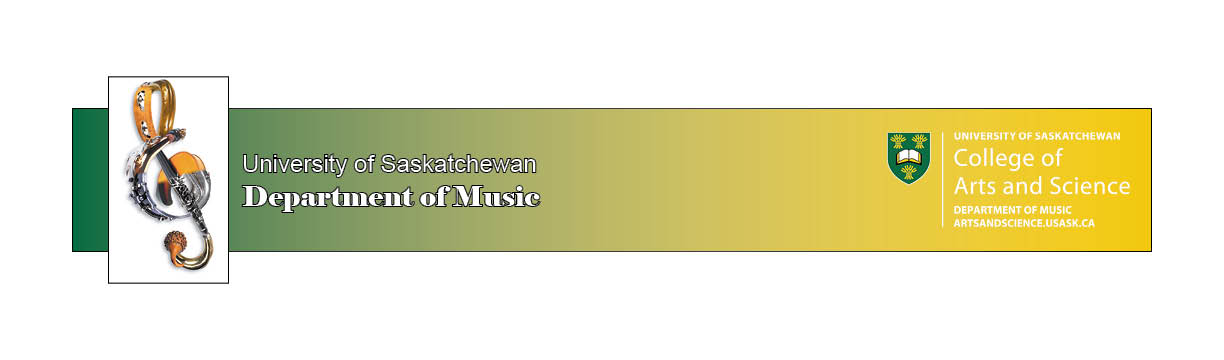 University of Saskatchewan
Department of Music
UNIVERSITY OF SASKATCHEWAN
College of
Arts and Science
DEPARTMENT OF MUSIC
ARTSANDSCIENCE.USASK.CA